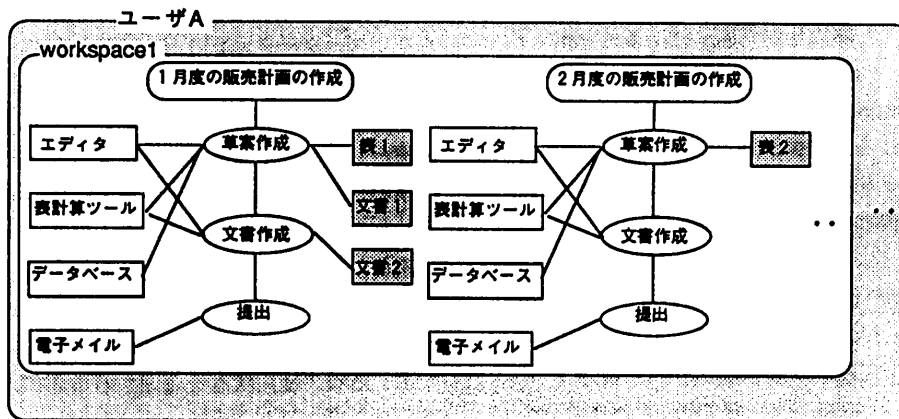 ユーザA
workspace1
1月度の販売計画の作成
エディタ
草案作成
表1
表計算ツール
文書1
文書作成
データベース
文書2
提出
電子メイル
2月度の販売計画の作成
エディタ
草案作成
表2
表計算ツール
文書作成
データベース
提出
電子メイル
・・
・・・